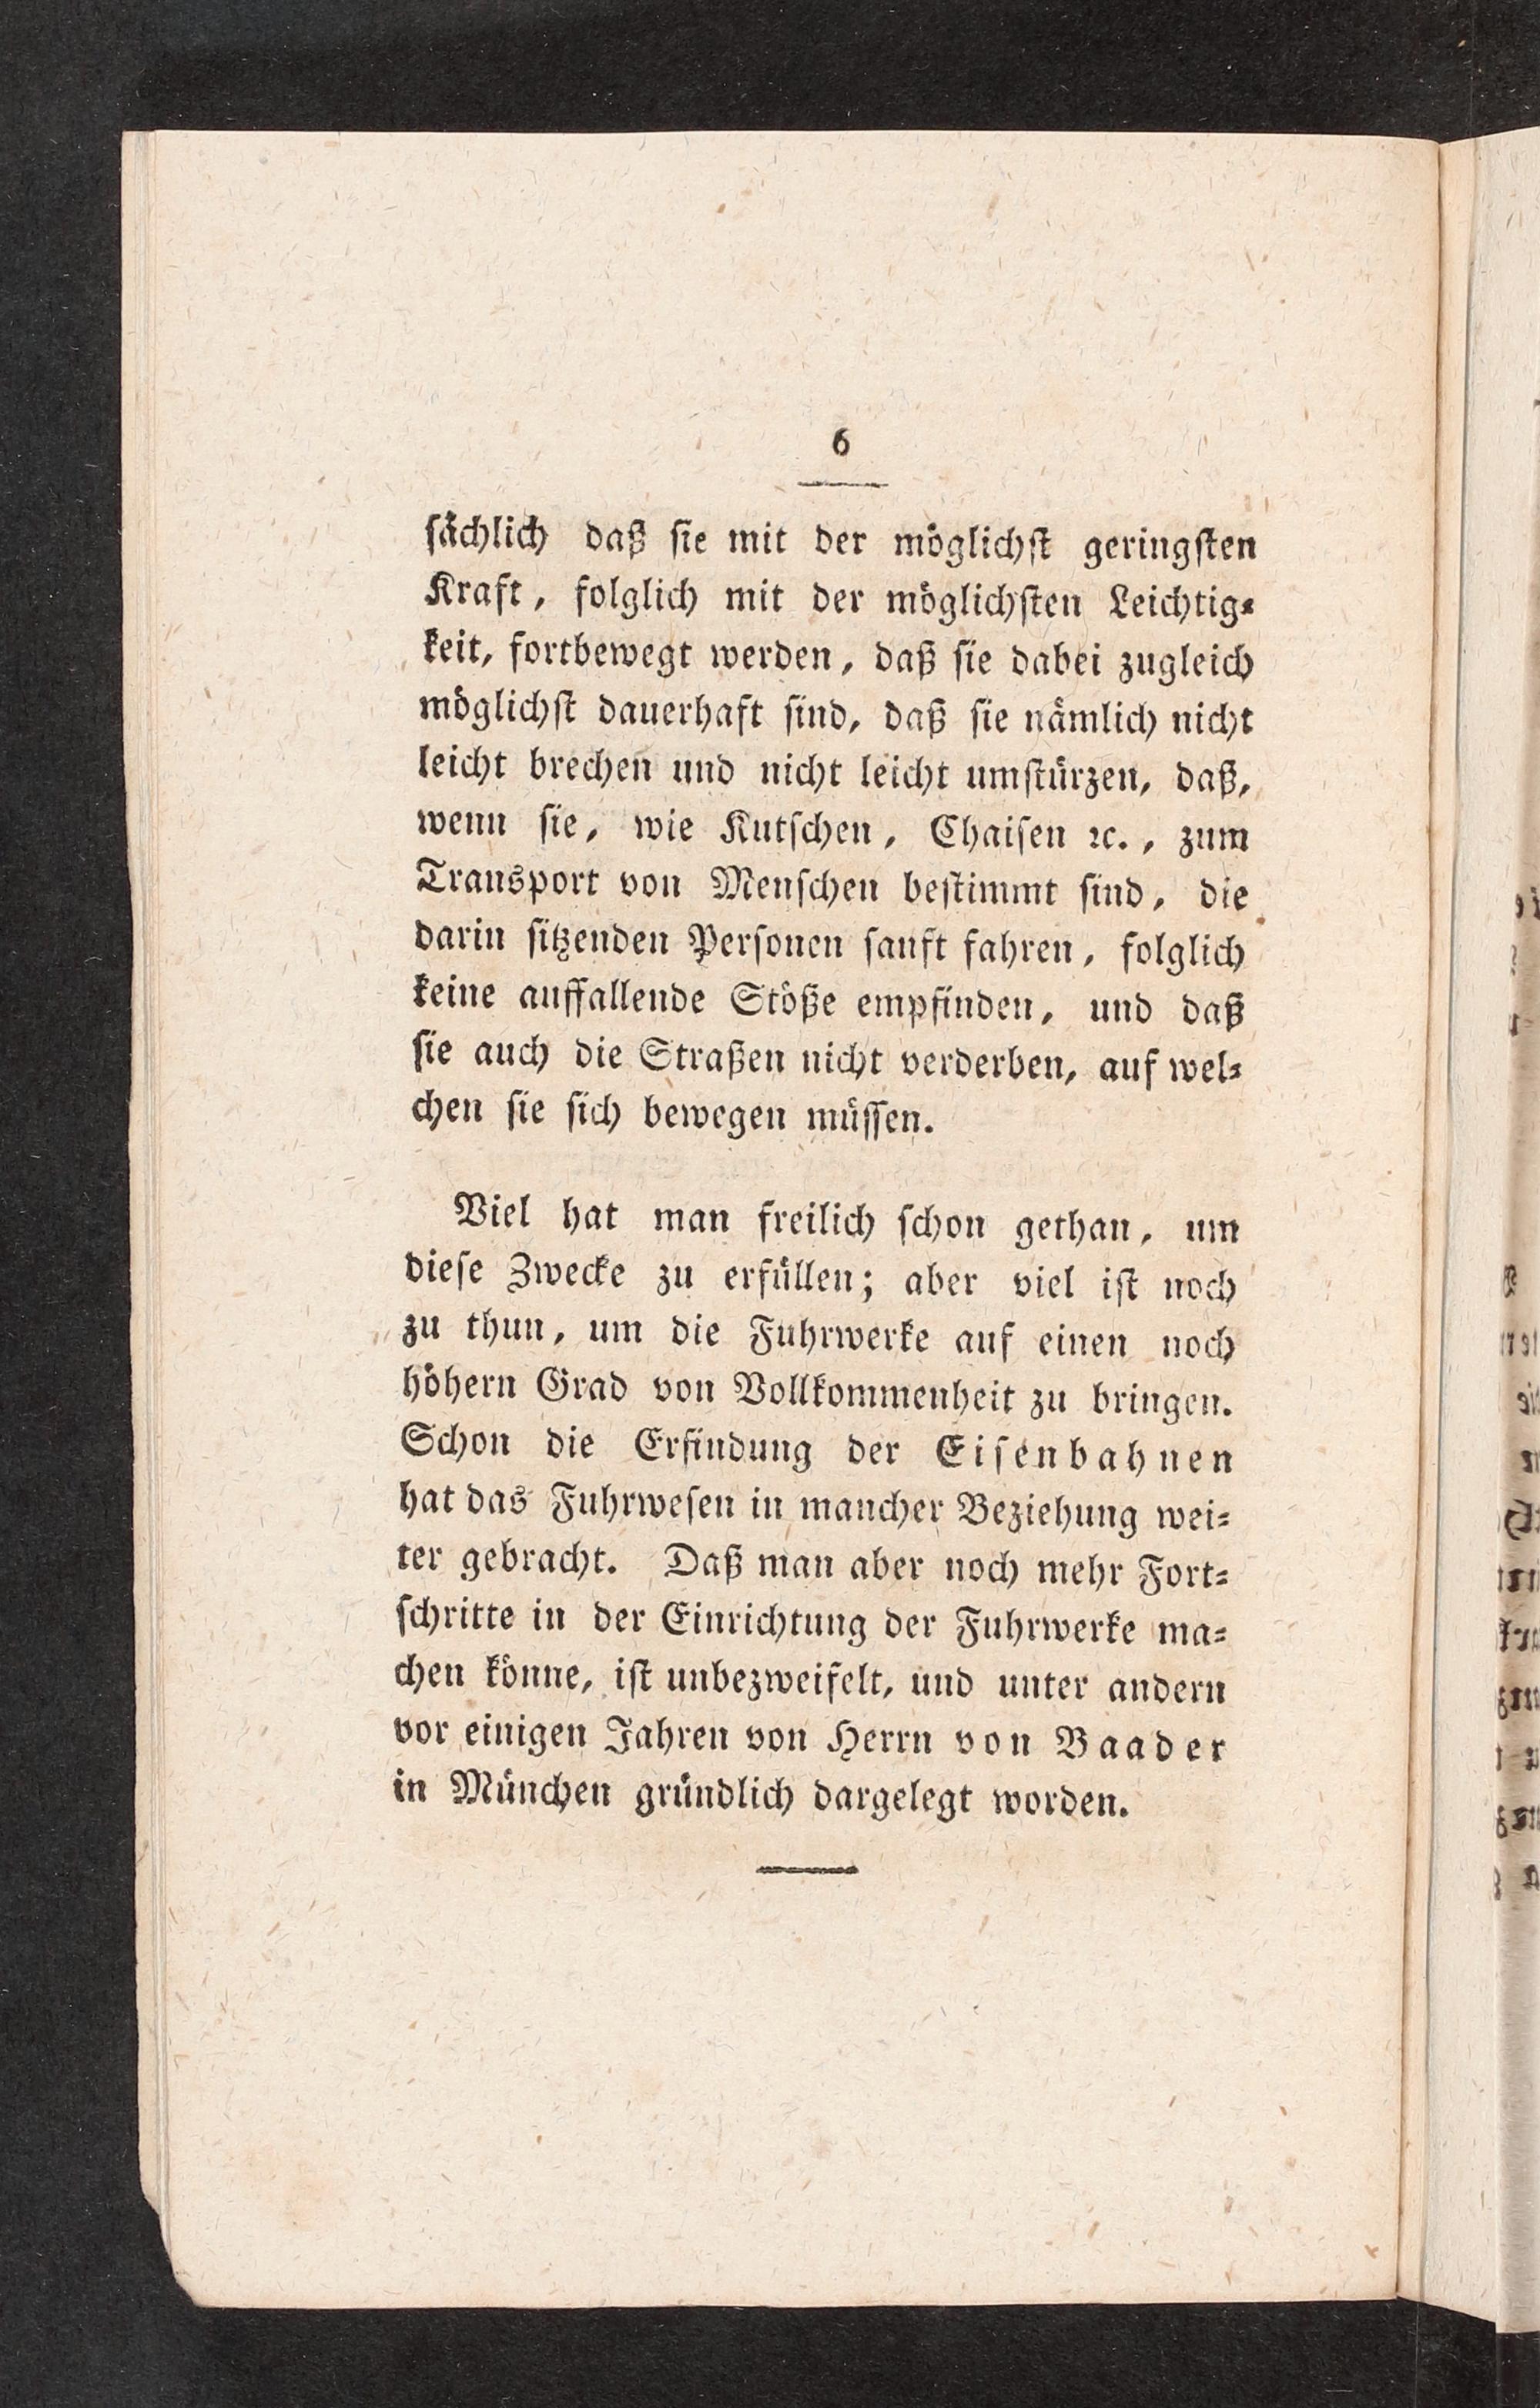 6
sächlich daß sie mit der möglichst geringsten
Kraft, folglich mit der möglichsten Leichtig⸗
keit, fortbewegt werden, daß sie dabei zugleich
möglichst dauerhaft sind, daß sie nämlich nicht
leicht brechen und nicht leicht umstürzen, daß,
wenn sie, wie Kutschen, Chaisen ꝛc., zum
Transport von Menschen bestimmt sind, die
darin sitzenden Personen sanft fahren, folglich
keine auffallende Stöße empfinden, und daß
sie auch die Straßen nicht verderben, auf wel⸗
chen sie sich bewegen müssen.
Viel hat man freilich schon gethan, um
diese Zwecke zu erfüllen; aber viel ist noch
zu thun, um die Fuhrwerke auf einen noch
höhern Grad von Vollkommenheit zu bringen.
Schon die Erfindung der Eisenbahnen
hat das Fuhrwesen in mancher Beziehung wei⸗
ter gebracht. Daß man aber noch mehr Fort⸗
schritte in der Einrichtung der Fuhrwerke ma⸗
chen könne, ist unbezweifelt, und unter andern
vor einigen Jahren von Herrn von Baader
in München gründlich dargelegt worden.